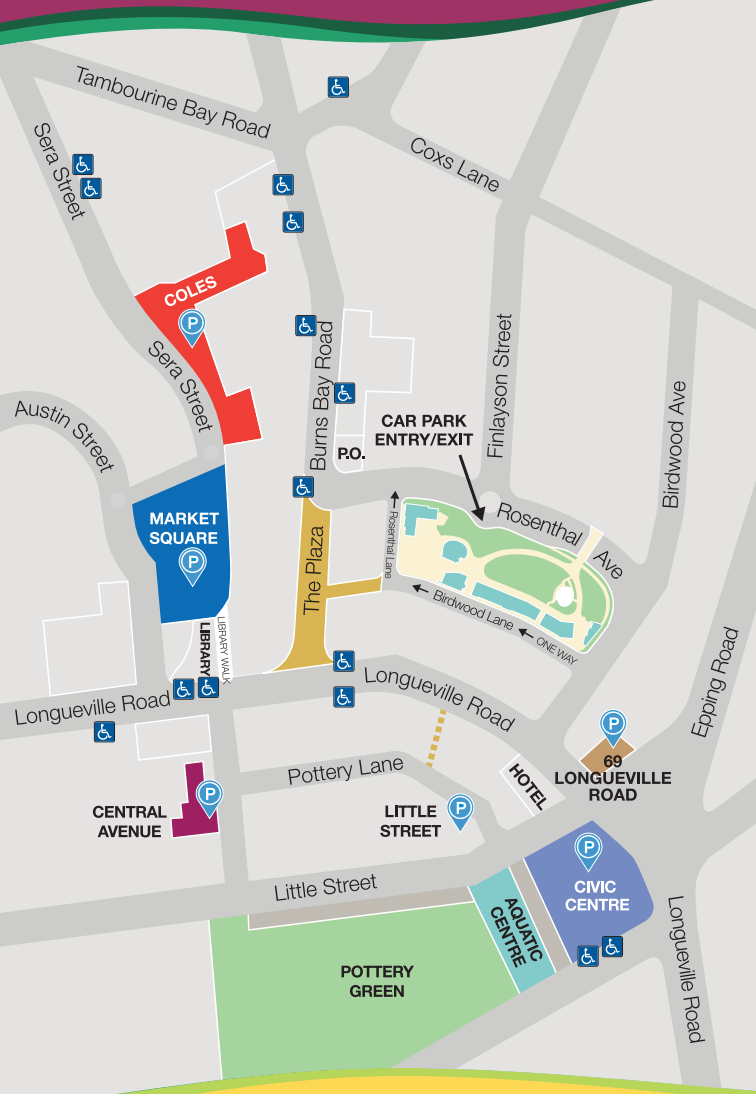 Tambourine Bay Road
Sera Street
Coxs Lane
COLES
P
Sera Street
Burns Bay Road
Finlayson Street
Birdwood Ave
Austin Street
CAR PARK
ENTRY/EXIT
P.O.
MARKET
SQUARE
P
The Plaza
Rosenthal Lane
Rosenthal
Ave
Birdwood Lane
ONE WAY
LIBRARY
LIBRARY WALK
Longueville Road
Longueville Road
Epping Road
P
69
LONGUEVILLE
ROAD
Pottery Lane
HOTEL
CENTRAL
AVENUE
P
LITTLE
STREET
P
P
CIVIC
CENTRE
Little Street
AQUATIC
CENTRE
Longueville Road
POTTERY
GREEN